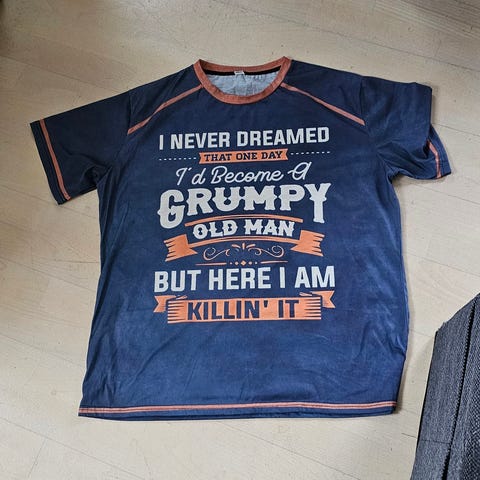 I NEVER DREAMED
THAT ONE DAY
I'd Become A
GRUMPY
OLD MAN
BUT HERE I AM
KILLIN' IT